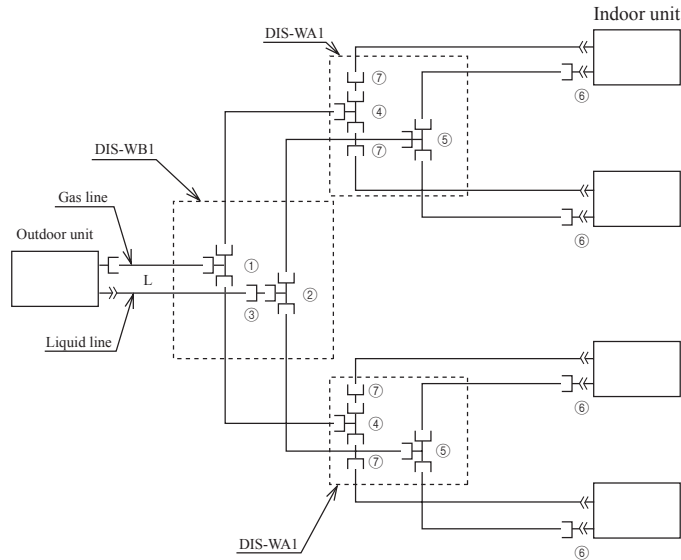 Indoor unit
DIS-WA1
⑦
④
⑥
⑤
⑦
DIS-WB1
Gas line
Outdoor unit
⑥
①
L
②
③
Liquid line
⑦
⑥
④
⑤
⑦
DIS-WA1
⑥